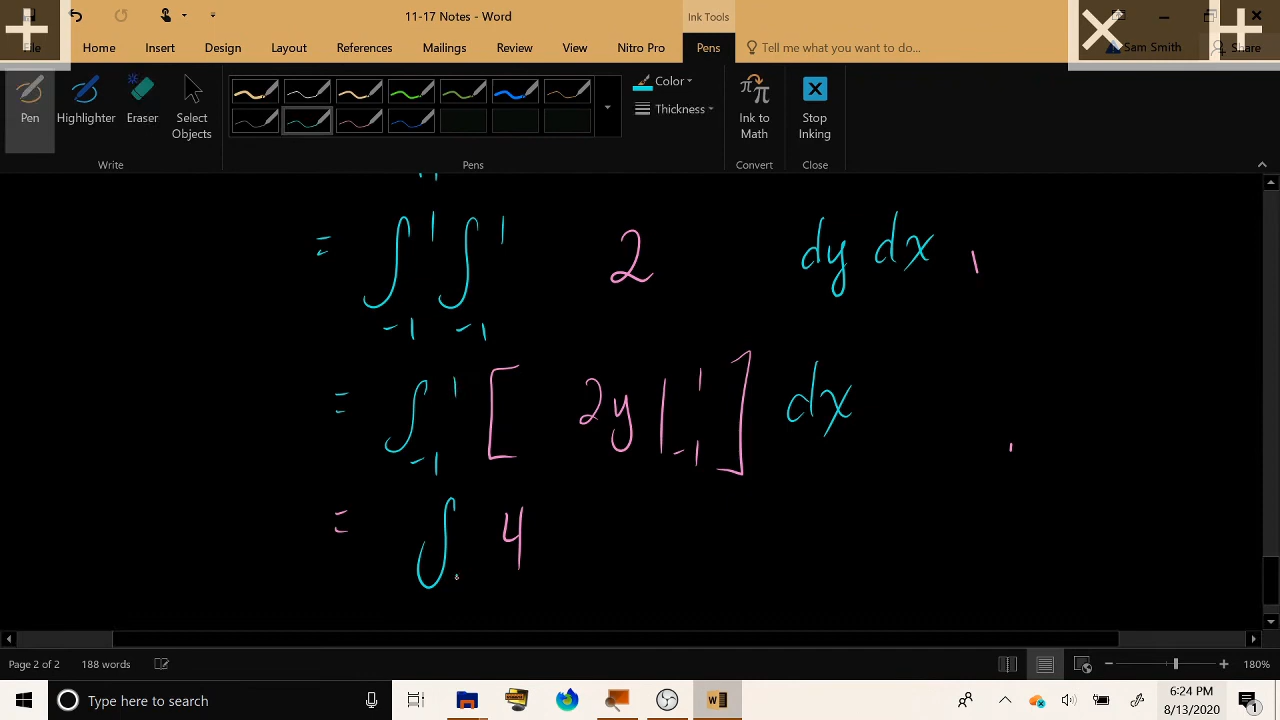 11-17 Notes - Word
Ink Tools
File Home Insert Design Layout References Mailings Review View Nitro Pro Pens Tell me what you want to do... Sam Smith Share
Pen Highlighter Eraser Select Objects Color Thickness Ink to Math Stop Inking
Write Pens Convert Close
= ∫_{-1}^{1} ∫_{-1}^{1} 2 dy dx
= ∫_{-1}^{1} [ 2y |_{-1}^{1} ] dx
= ∫ 4
Page 2 of 2 188 words 180%
Type here to search
6:24 PM
8/13/2020
1